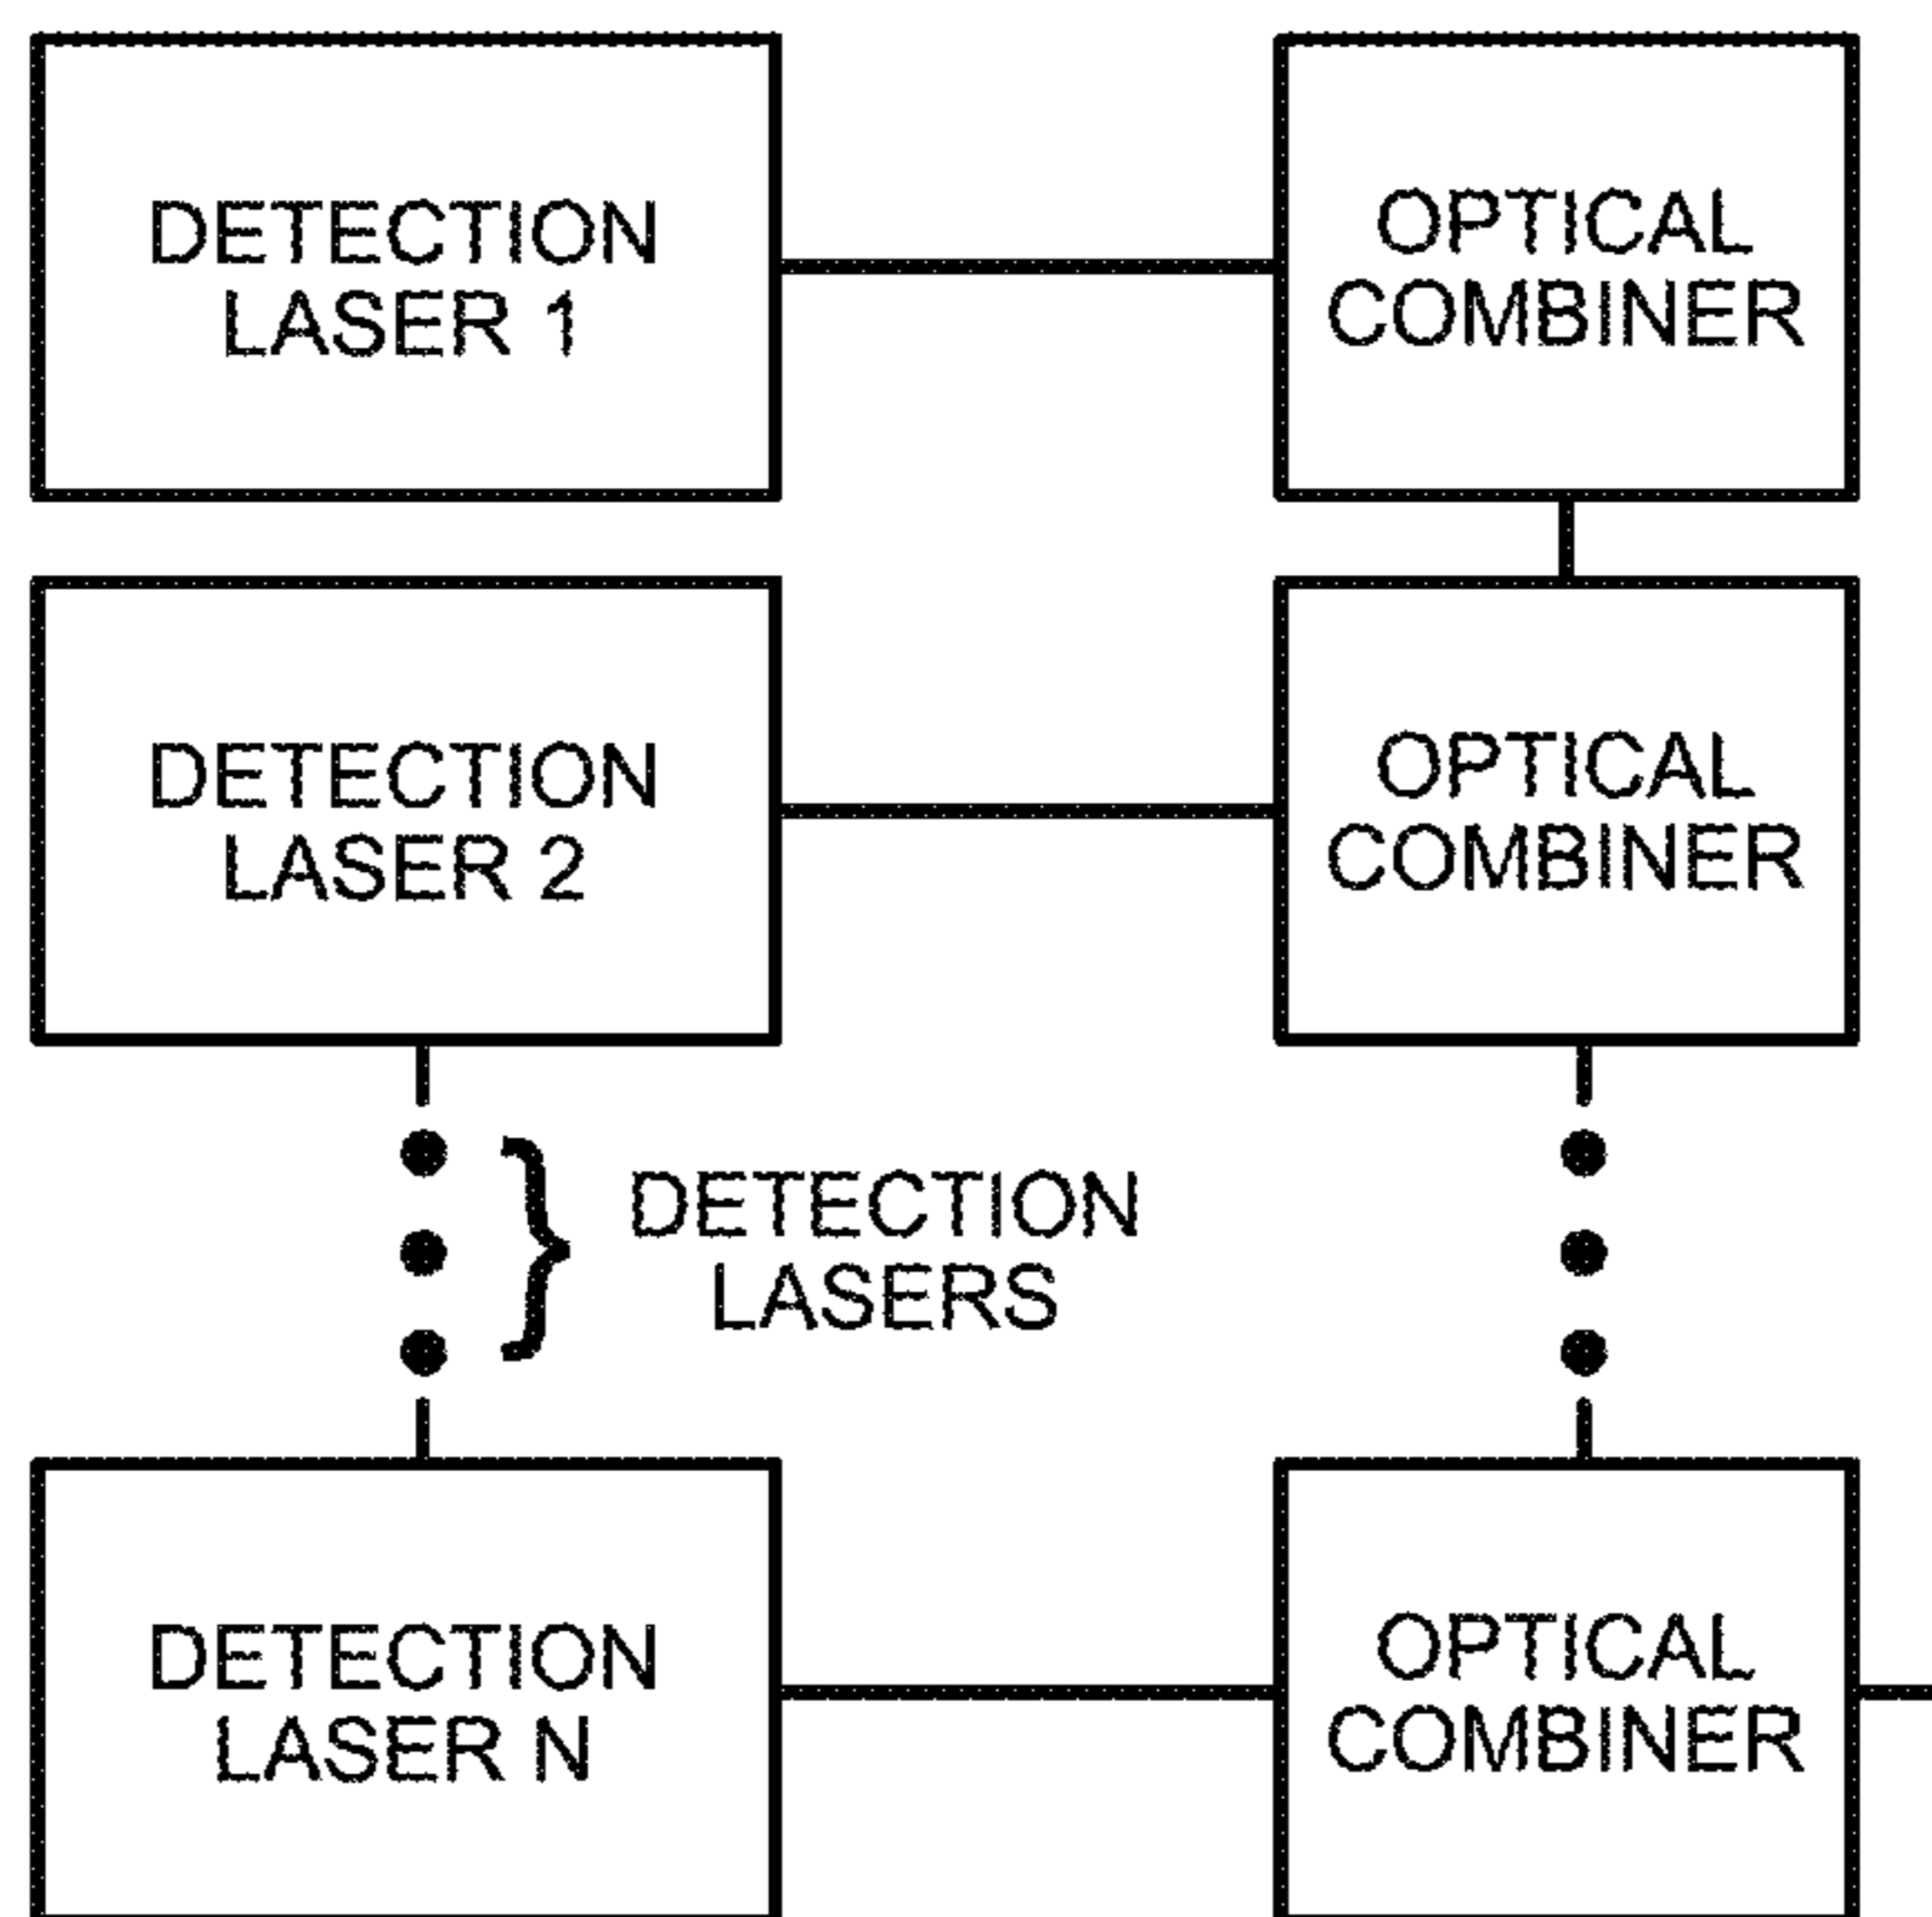 DETECTION
LASER 1
OPTICAL
COMBINER
DETECTION
LASER 2
OPTICAL
COMBINER
DETECTION
LASERS
DETECTION
LASER N
OPTICAL
COMBINER